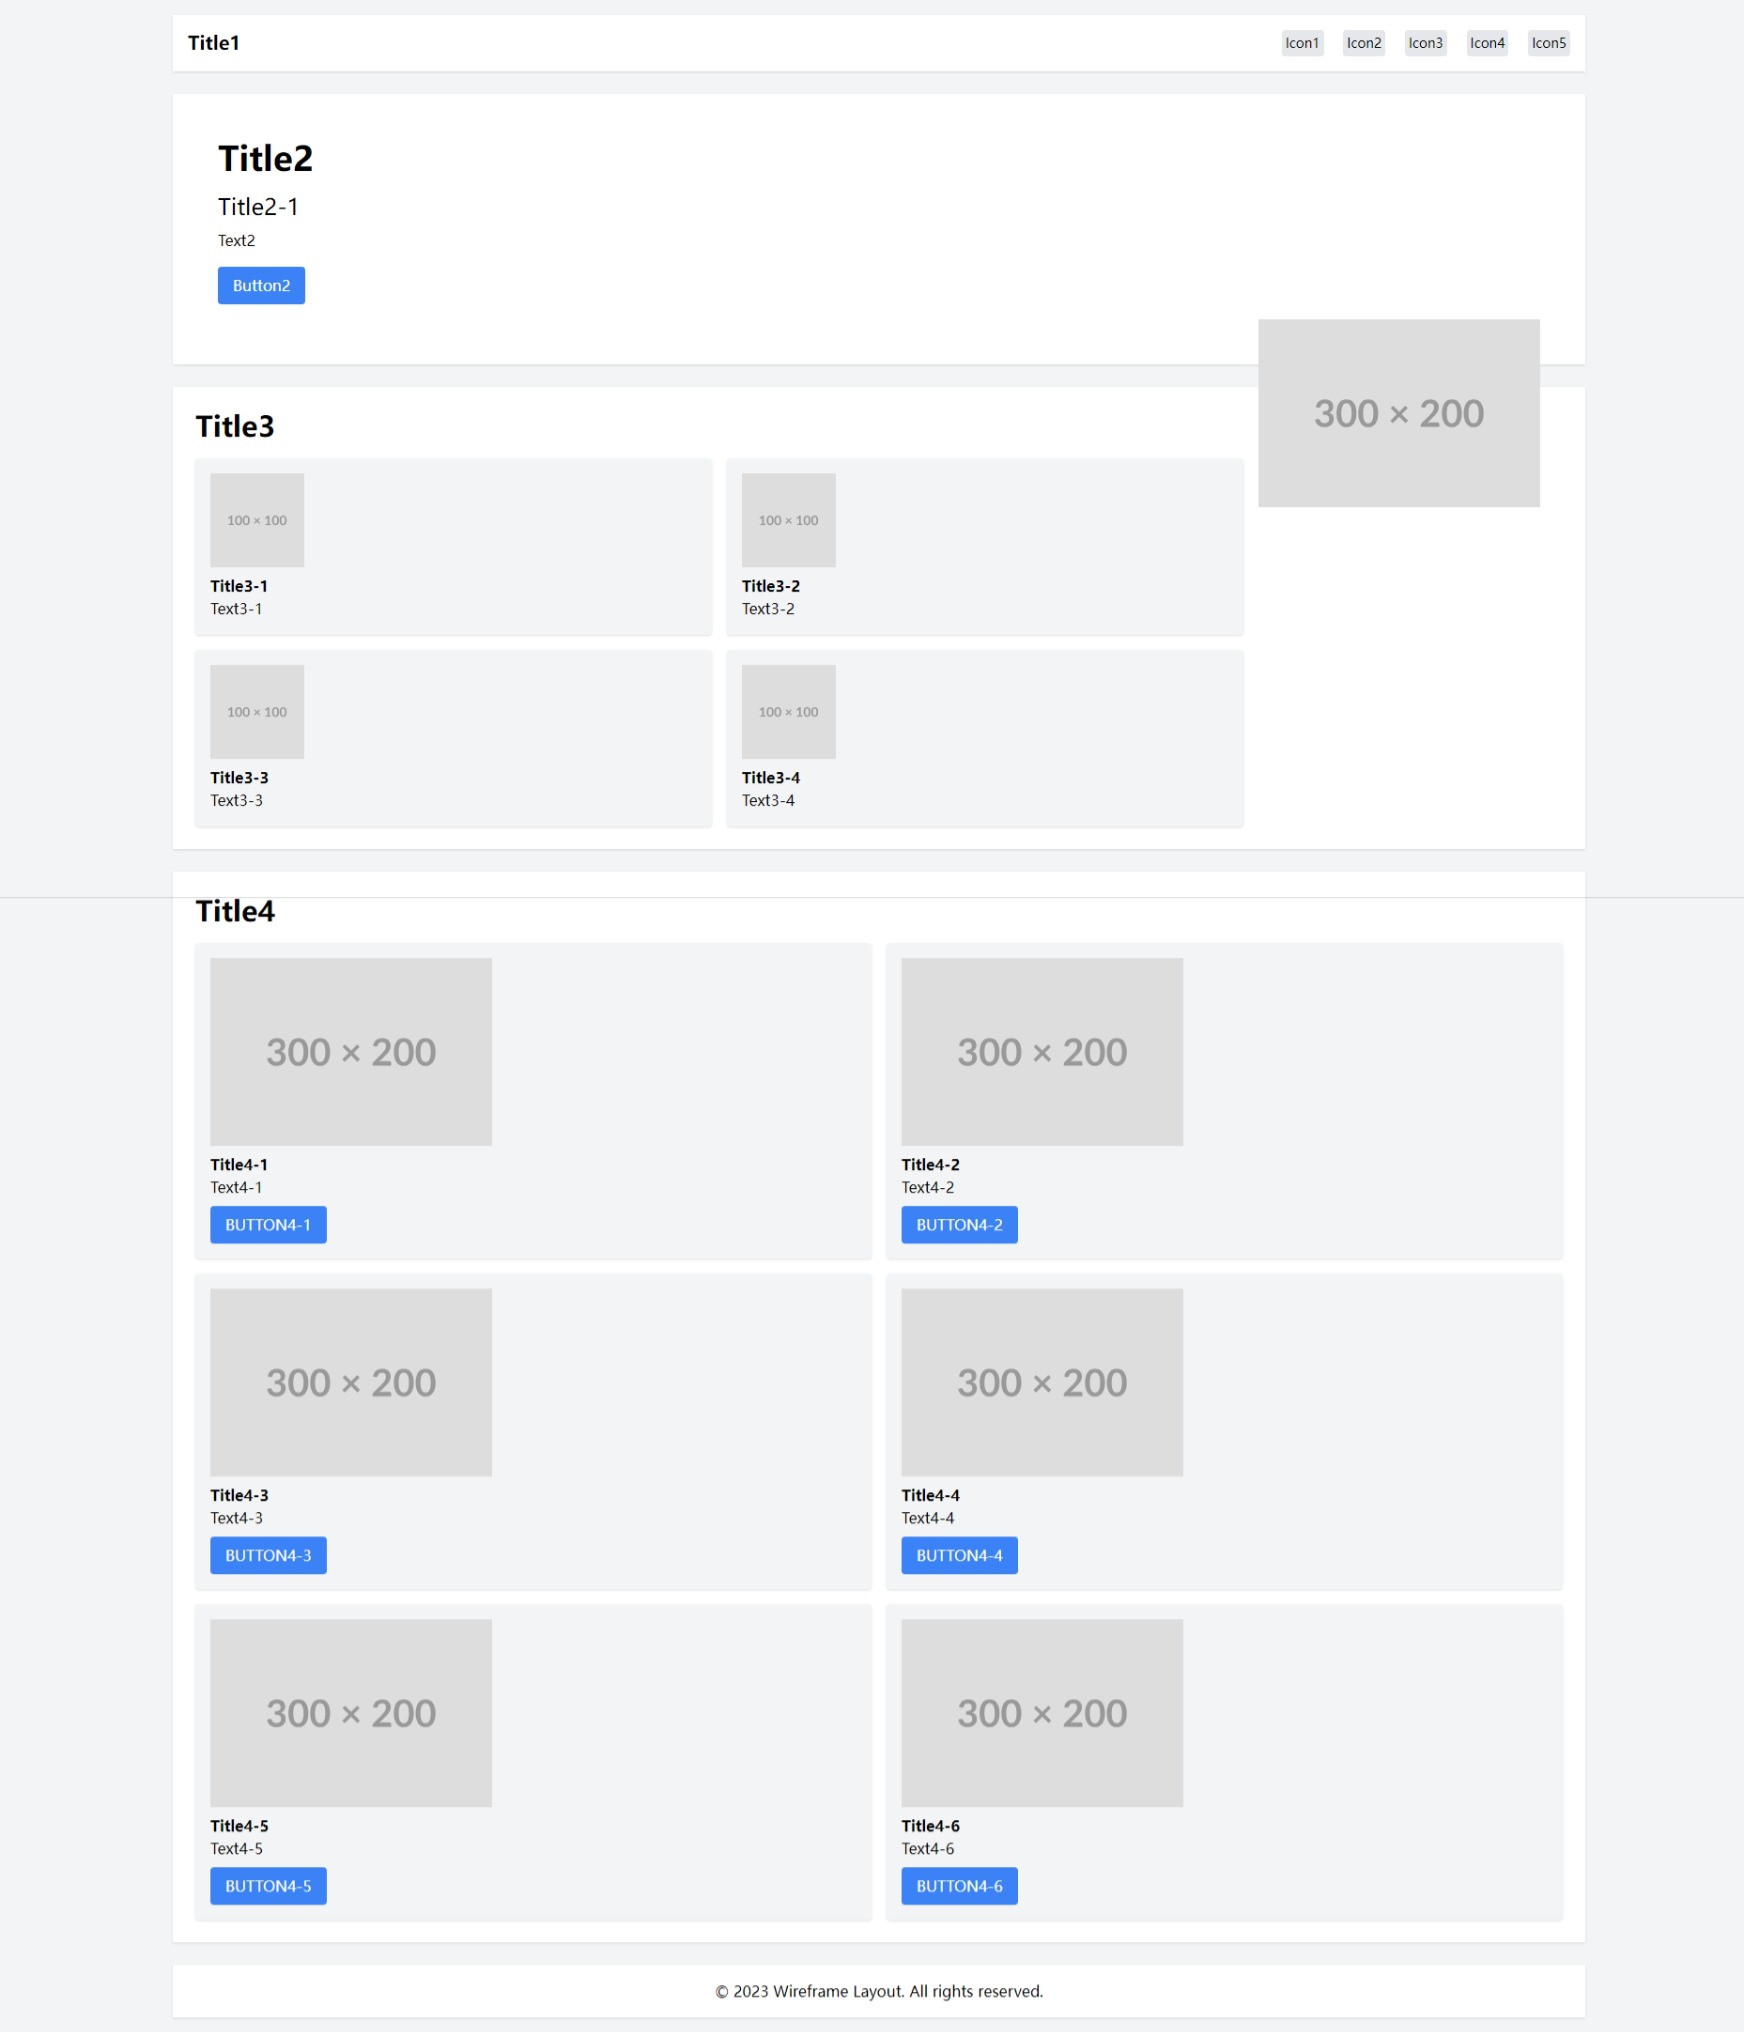 Title1
Icon1 Icon2 Icon3 Icon4 Icon5
Title2
Title2-1
Text2
Button2
300 × 200
Title3
100 × 100
Title3-1
Text3-1
100 × 100
Title3-2
Text3-2
100 × 100
Title3-3
Text3-3
100 × 100
Title3-4
Text3-4
Title4
300 × 200
Title4-1
Text4-1
BUTTON4-1
300 × 200
Title4-2
Text4-2
BUTTON4-2
300 × 200
Title4-3
Text4-3
BUTTON4-3
300 × 200
Title4-4
Text4-4
BUTTON4-4
300 × 200
Title4-5
Text4-5
BUTTON4-5
300 × 200
Title4-6
Text4-6
BUTTON4-6
© 2023 Wireframe Layout. All rights reserved.